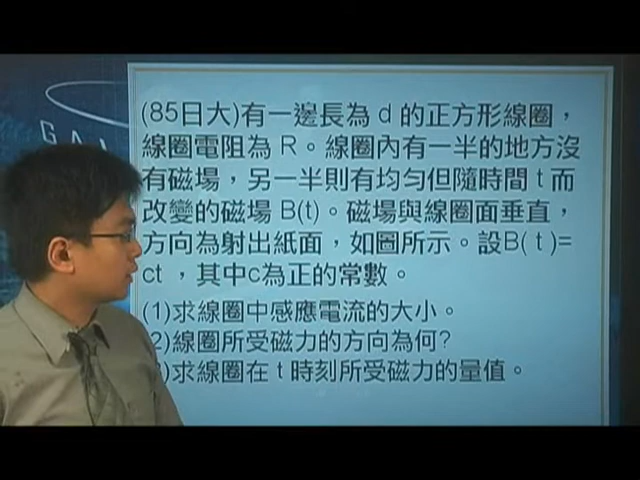 GAL
(85日大)有一邊長為 d 的正方形線圈，
線圈電阻為 R。線圈內有一半的地方沒
有磁場，另一半則有均勻但隨時間 t 而
改變的磁場 B(t)。磁場與線圈面垂直，
方向為射出紙面，如圖所示。設B( t )=
ct ，其中c為正的常數。
(1)求線圈中感應電流的大小。
2)線圈所受磁力的方向為何?
)求線圈在 t 時刻所受磁力的量值。